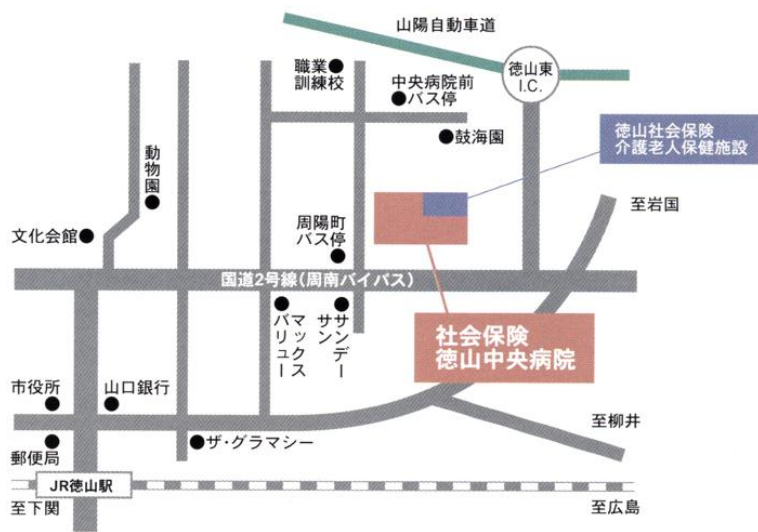 山陽自動車道
徳山東
I.C.
職業
訓練校
中央病院前
バス停
鼓海園
徳山社会保険
介護老人保健施設
動物園
至岩国
文化会館
周陽町
バス停
国道2号線(周南バイパス)
マックス
バリュー
サンデー
サン
社会保険
徳山中央病院
市役所
山口銀行
至柳井
郵便局
ザ・グラマシー
JR徳山駅
至下関
至広島